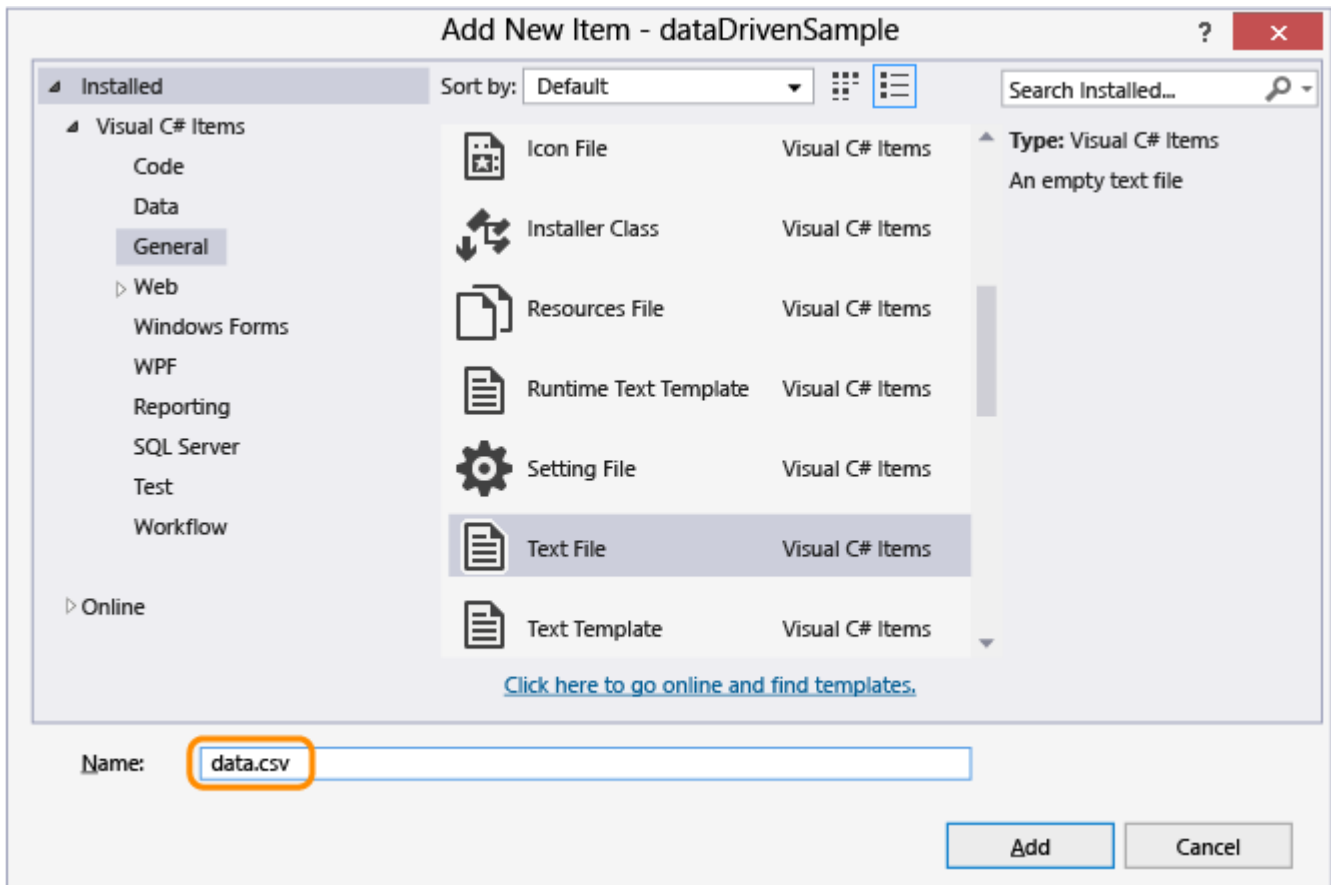 Add New Item - dataDrivenSample
?
Installed
Visual C# Items
Code
Data
General
Web
Windows Forms
WPF
Reporting
SQL Server
Test
Workflow
Online
Sort by: Default
Icon File Visual C# Items
Installer Class Visual C# Items
Resources File Visual C# Items
Runtime Text Template Visual C# Items
Setting File Visual C# Items
Text File Visual C# Items
Text Template Visual C# Items
Click here to go online and find templates.
Search Installed...
Type: Visual C# Items
An empty text file
Name: data.csv
Add Cancel